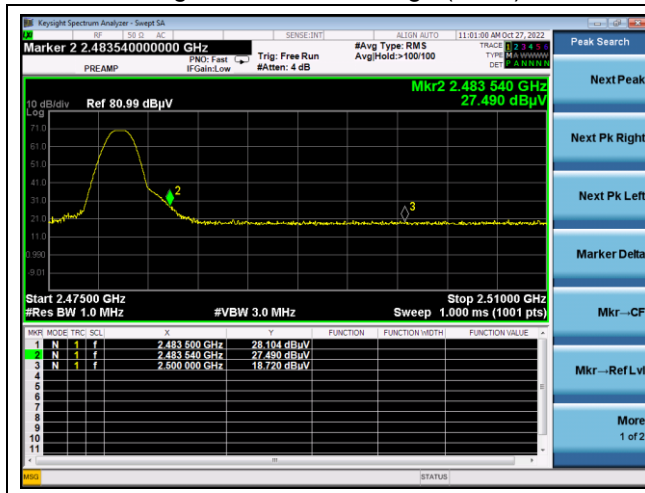 Keysight Spectrum Analyzer - Swept SA
RF 50 Ω AC SENSE:INT ALIGN AUTO 11:01:00 AM Oct 27, 2022
Marker 2 2.483540000000 GHz
PREAMP
PNO: Fast
IFGain:Low
Trig: Free Run
#Atten: 4 dB
#Avg Type: RMS
Avg|Hold:>100/100
TRACE 1 2 3 4 5 6
TYPE M A WWWW
DET P A N N N N
Peak Search
Next Peak
Next Pk Right
Next Pk Left
Marker Delta
Mkr→CF
Mkr→Ref Lvl
More
1 of 2
Mkr2 2.483 540 GHz
27.490 dBµV
10 dB/div Ref 80.99 dBµV
Log
71.0
61.0
51.0
41.0
31.0
21.0
11.0
0.990
-9.01
2
3
Start 2.47500 GHz Stop 2.51000 GHz
#Res BW 1.0 MHz #VBW 3.0 MHz Sweep 1.000 ms (1001 pts)
MKR MODE TRC SCL X Y FUNCTION FUNCTION WIDTH FUNCTION VALUE
1 N 1 f 2.483 500 GHz 28.104 dBµV
2 N 1 f 2.483 540 GHz 27.490 dBµV
3 N 1 f 2.500 000 GHz 18.720 dBµV
4
5
6
7
8
9
10
11
MSG STATUS